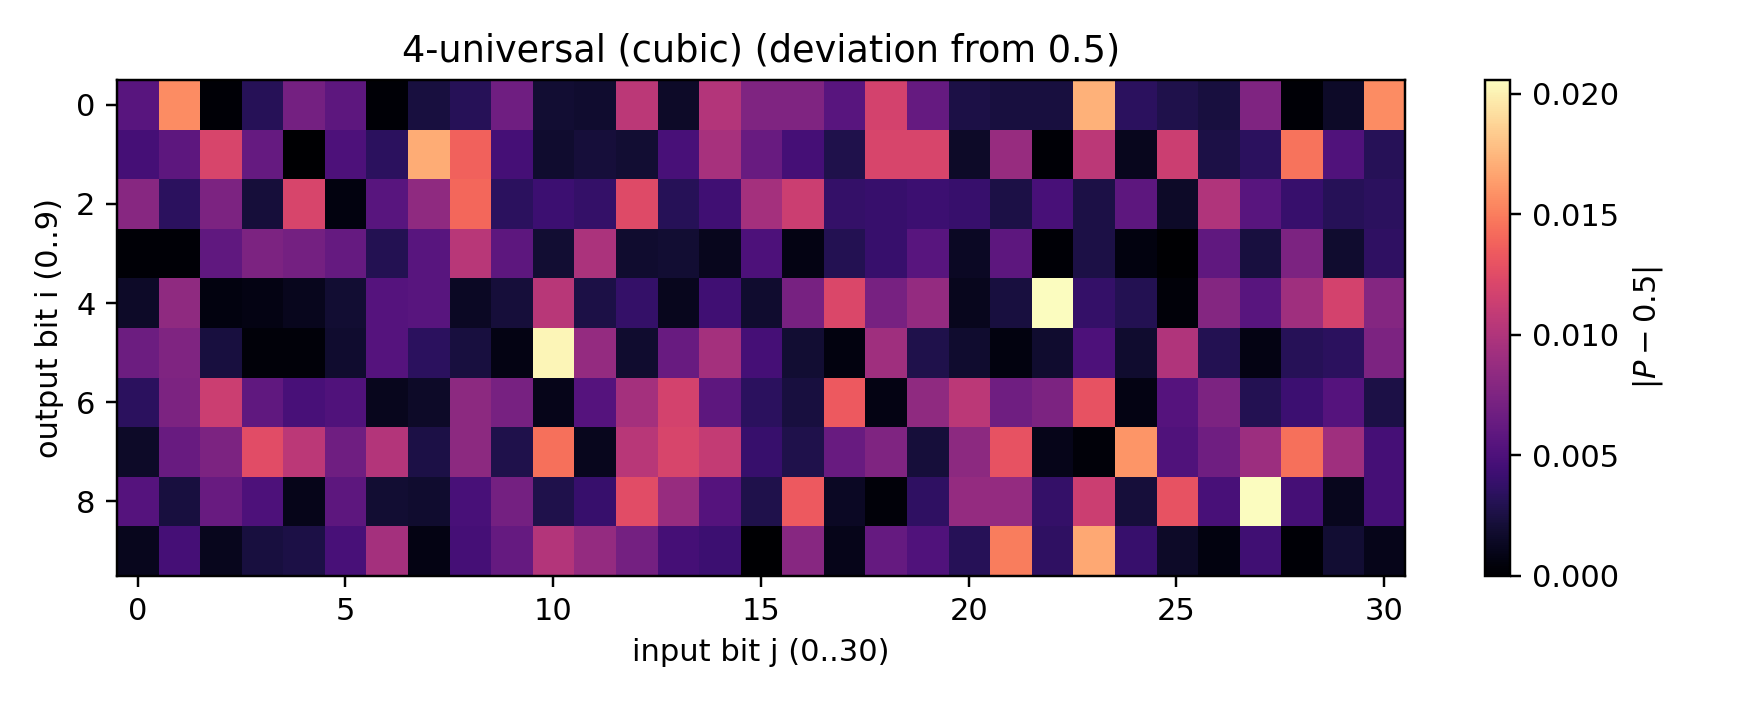 4-universal (cubic) (deviation from 0.5)
output bit i (0..9)
0
2
4
6
8
0 5 10 15 20 25 30
input bit j (0..30)
0.020
0.015
0.010
0.005
0.000
|P − 0.5|